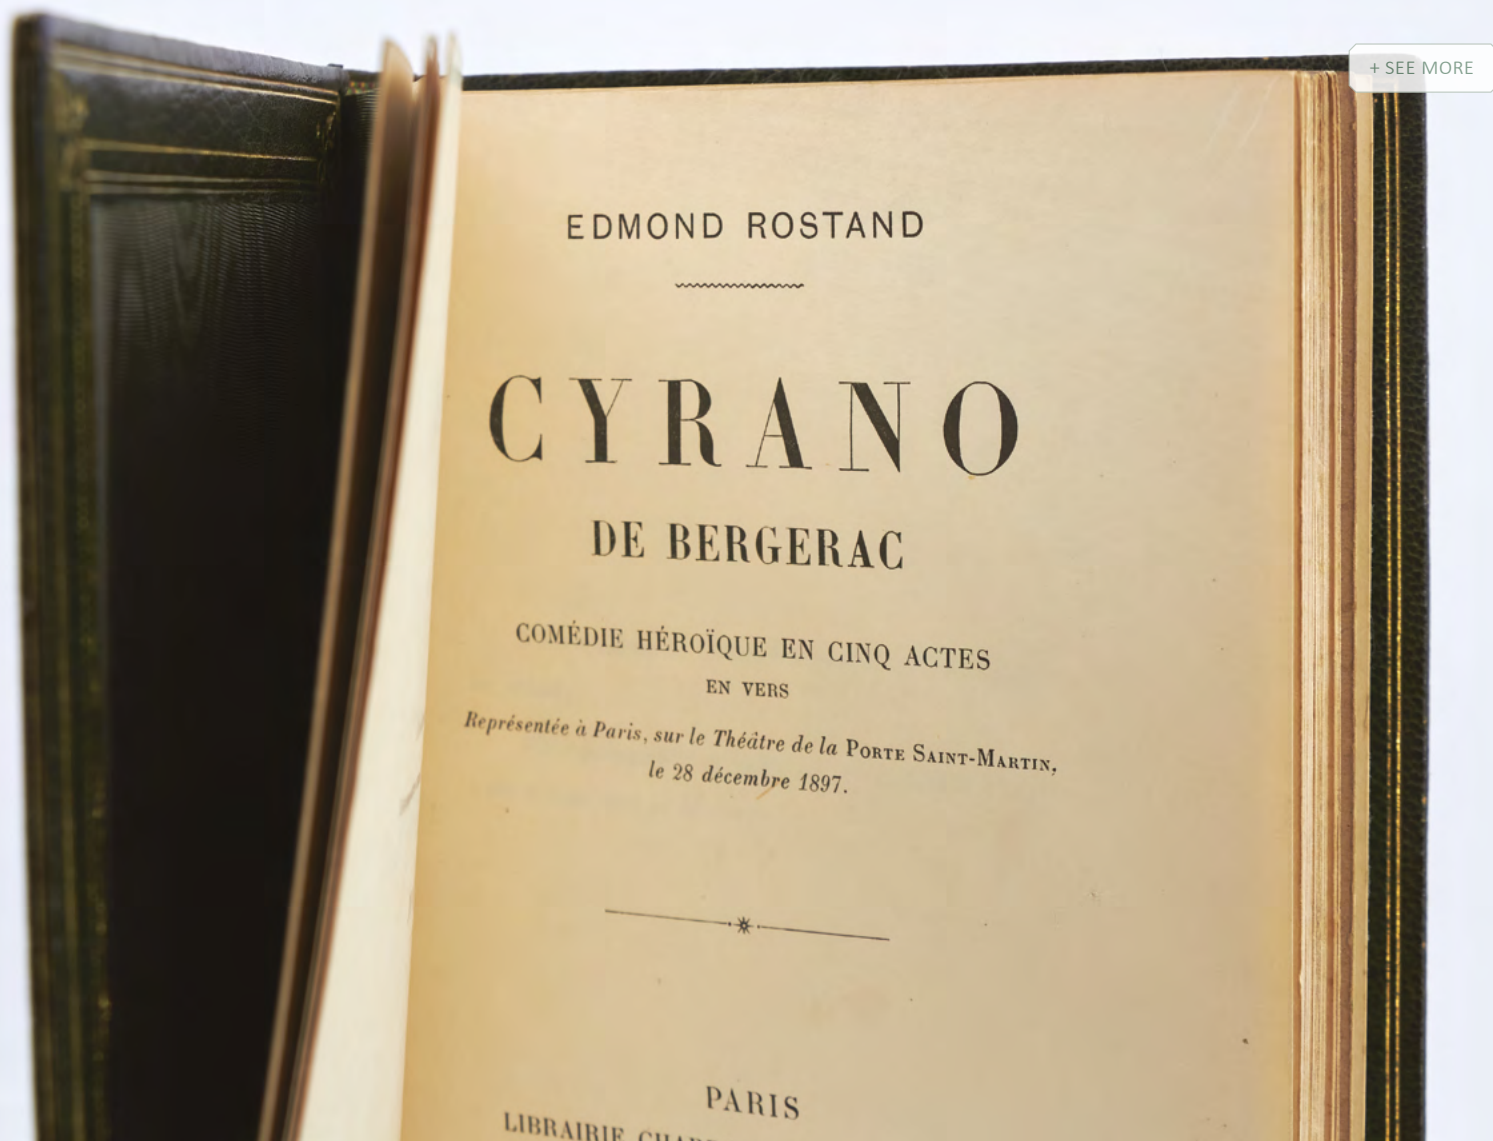 + SEE MORE
EDMOND ROSTAND
CYRANO
DE BERGERAC
COMÉDIE HÉROÏQUE EN CINQ ACTES
EN VERS
Représentée à Paris, sur le Théâtre de la PORTE SAINT-MARTIN,
le 28 décembre 1897.
PARIS
LIBRAIRIE